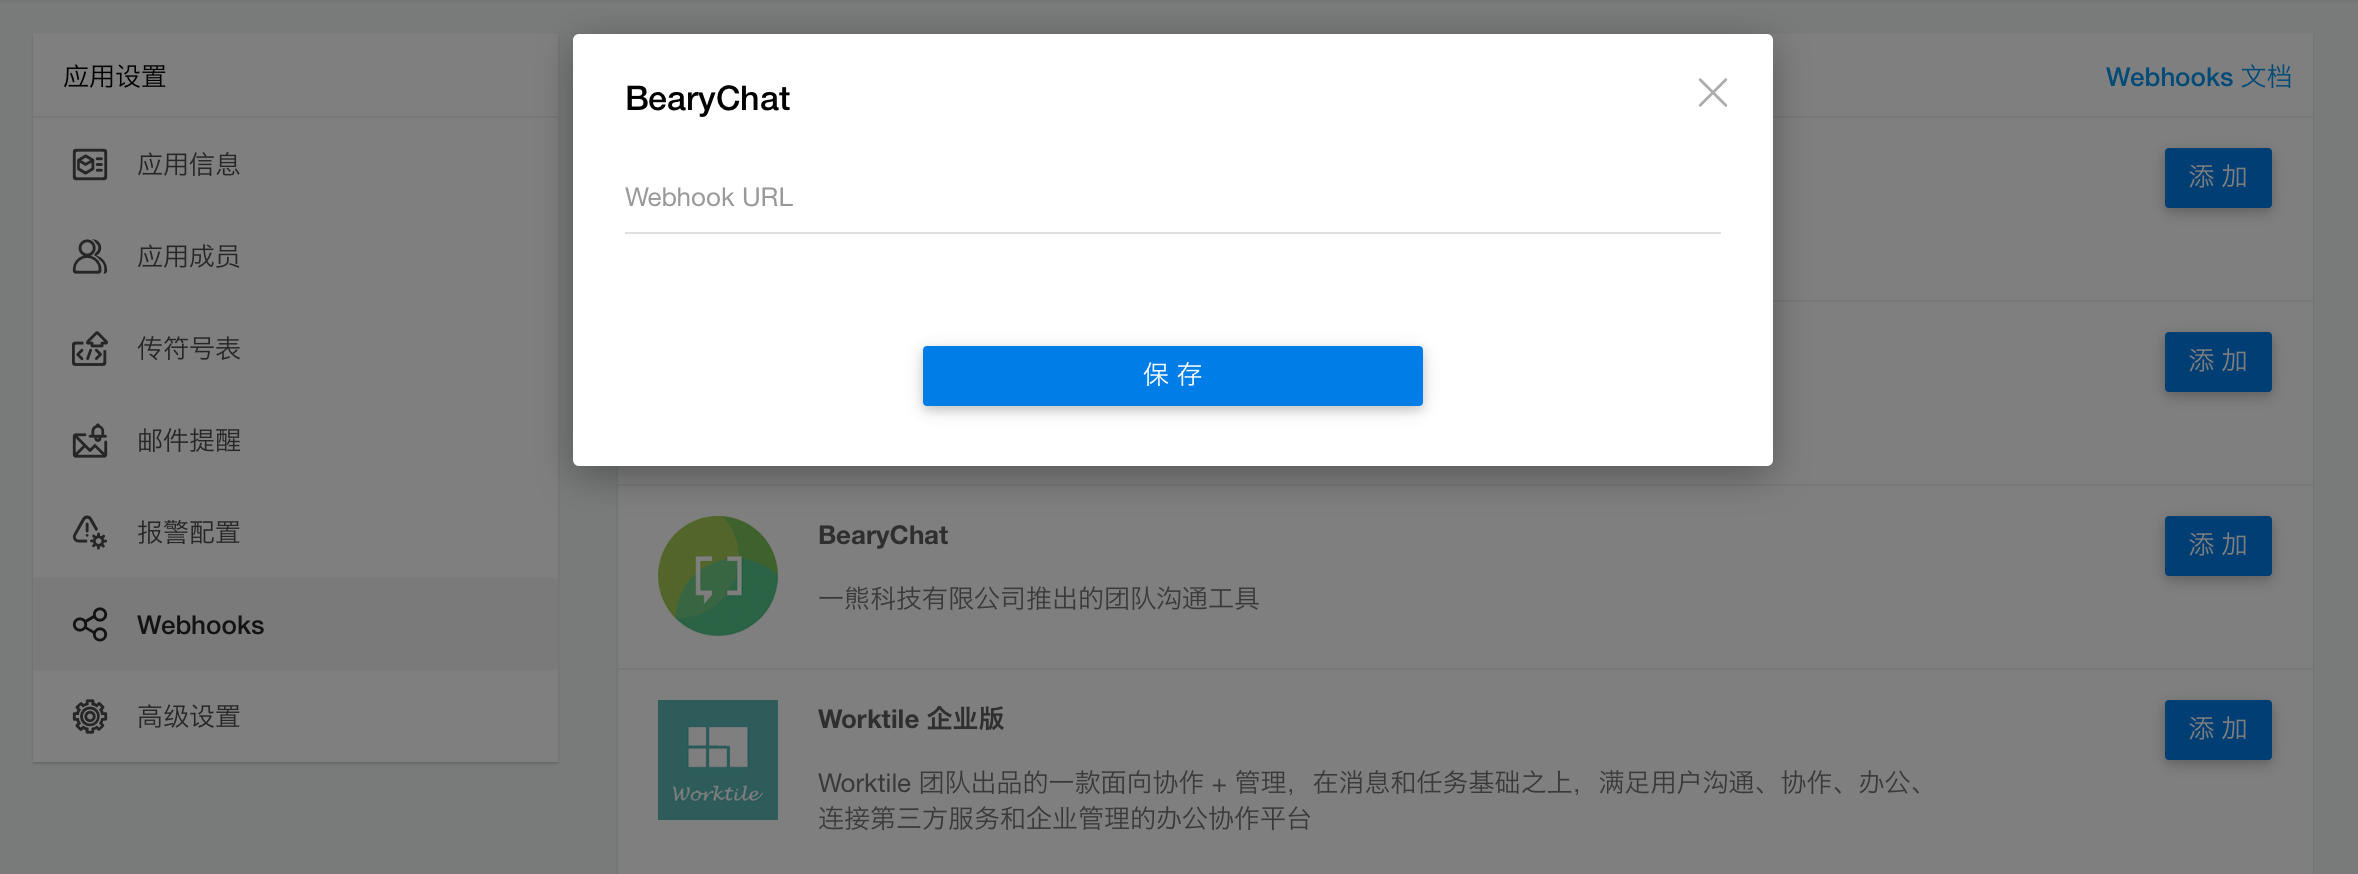 应用设置
应用信息
应用成员
传符号表
邮件提醒
报警配置
Webhooks
高级设置
BearyChat
Webhook URL
保 存
Webhooks 文档
添 加
添 加
BearyChat
一熊科技有限公司推出的团队沟通工具
添 加
Worktile
Worktile 企业版
Worktile 团队出品的一款面向协作 + 管理，在消息和任务基础之上，满足用户沟通、协作、办公、
连接第三方服务和企业管理的办公协作平台
添 加